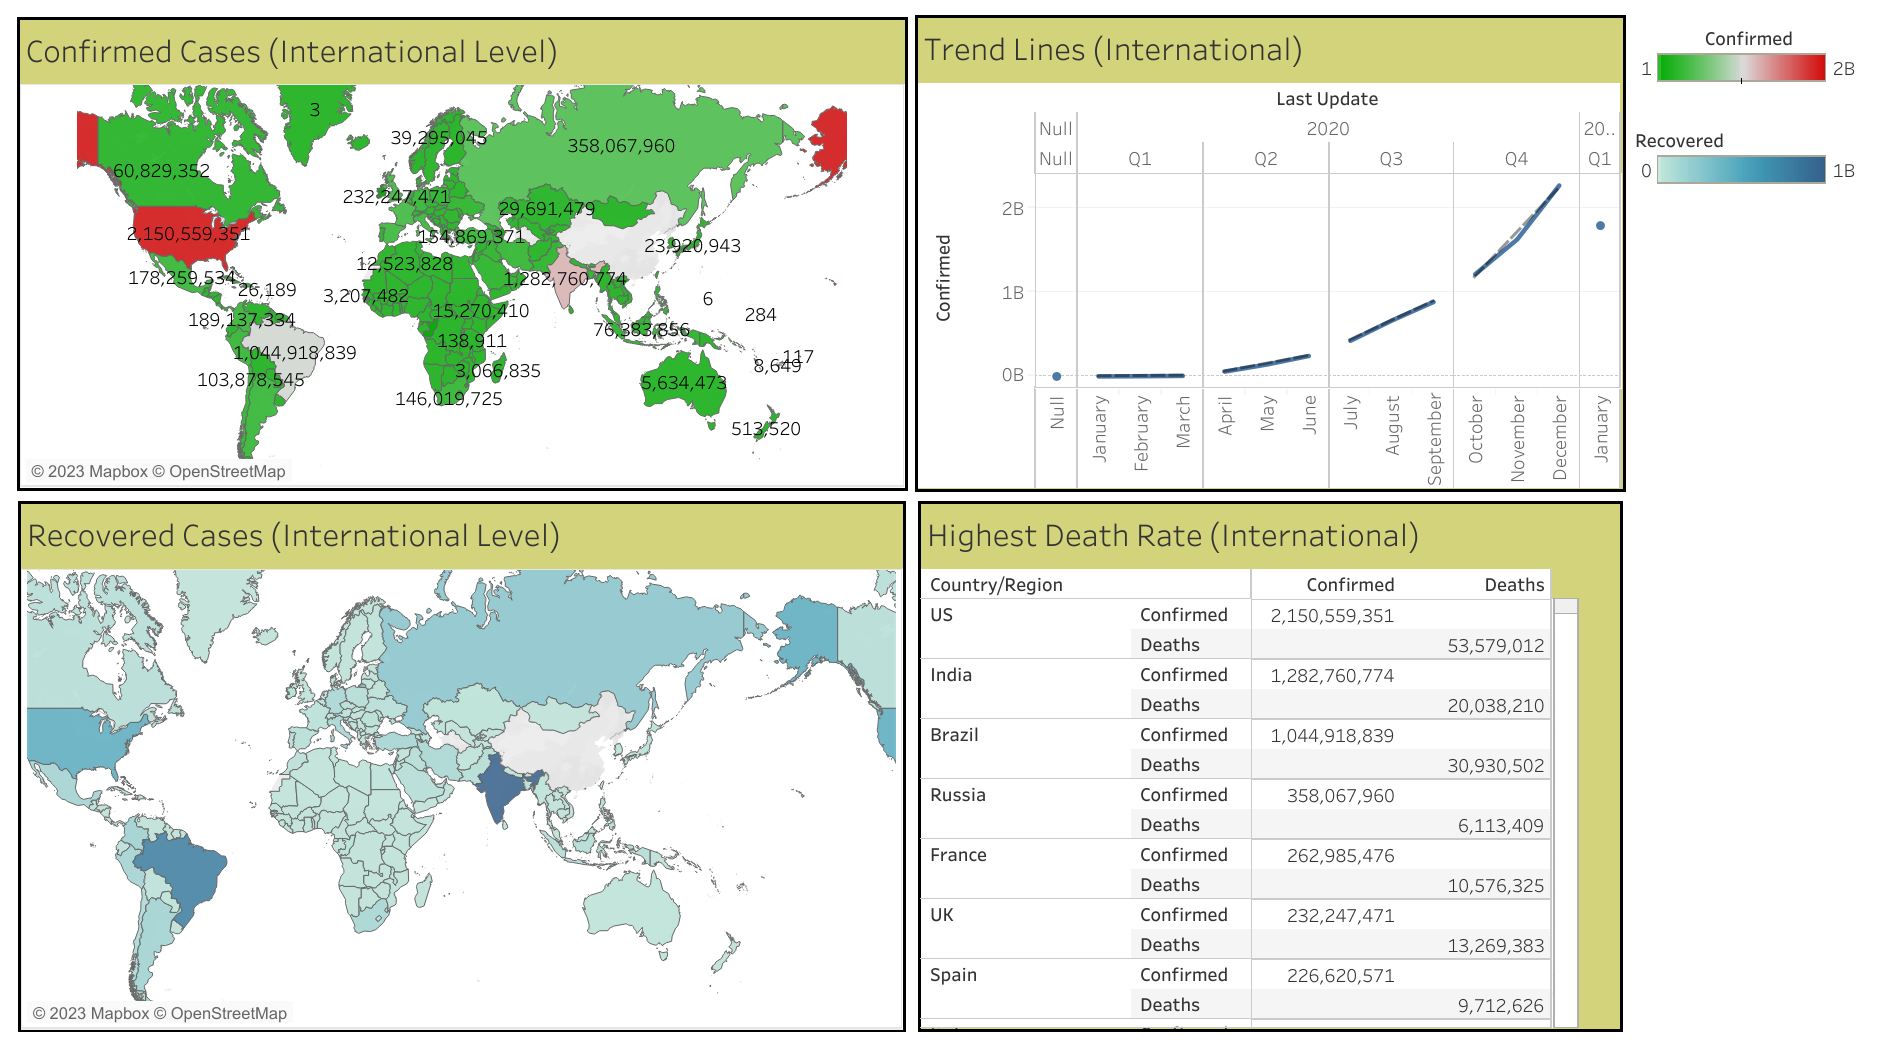 Confirmed Cases (International Level)
3
39,295,045
358,067,960
60,829,352
232,247,471
29,691,479
2,150,559,351
154,869,371
23,920,943
12,523,828
178,259,534
1,282,760,774
26,189
3,207,482
6
15,270,410
284
189,137,334
76,383,856
138,911
1,044,918,839
117
8,649
3,066,835
103,878,545
5,634,473
146,019,725
513,520
© 2023 Mapbox © OpenStreetMap
Trend Lines (International)
Last Update
Null 2020 20..
Null Q1 Q2 Q3 Q4 Q1
Confirmed
2B
1B
0B
Null
January
February
March
April
May
June
July
August
September
October
November
December
January
Confirmed
1 2B
Recovered
0 1B
Recovered Cases (International Level)
© 2023 Mapbox © OpenStreetMap
Highest Death Rate (International)
Country/Region Confirmed Deaths
US Confirmed 2,150,559,351
Deaths 53,579,012
India Confirmed 1,282,760,774
Deaths 20,038,210
Brazil Confirmed 1,044,918,839
Deaths 30,930,502
Russia Confirmed 358,067,960
Deaths 6,113,409
France Confirmed 262,985,476
Deaths 10,576,325
UK Confirmed 232,247,471
Deaths 13,269,383
Spain Confirmed 226,620,571
Deaths 9,712,626